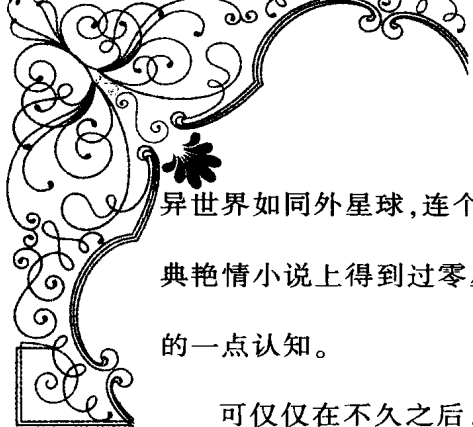 异世界如同外星球,连个
典艳情小说上得到过零
的一点认知。
可仅仅在不久之后